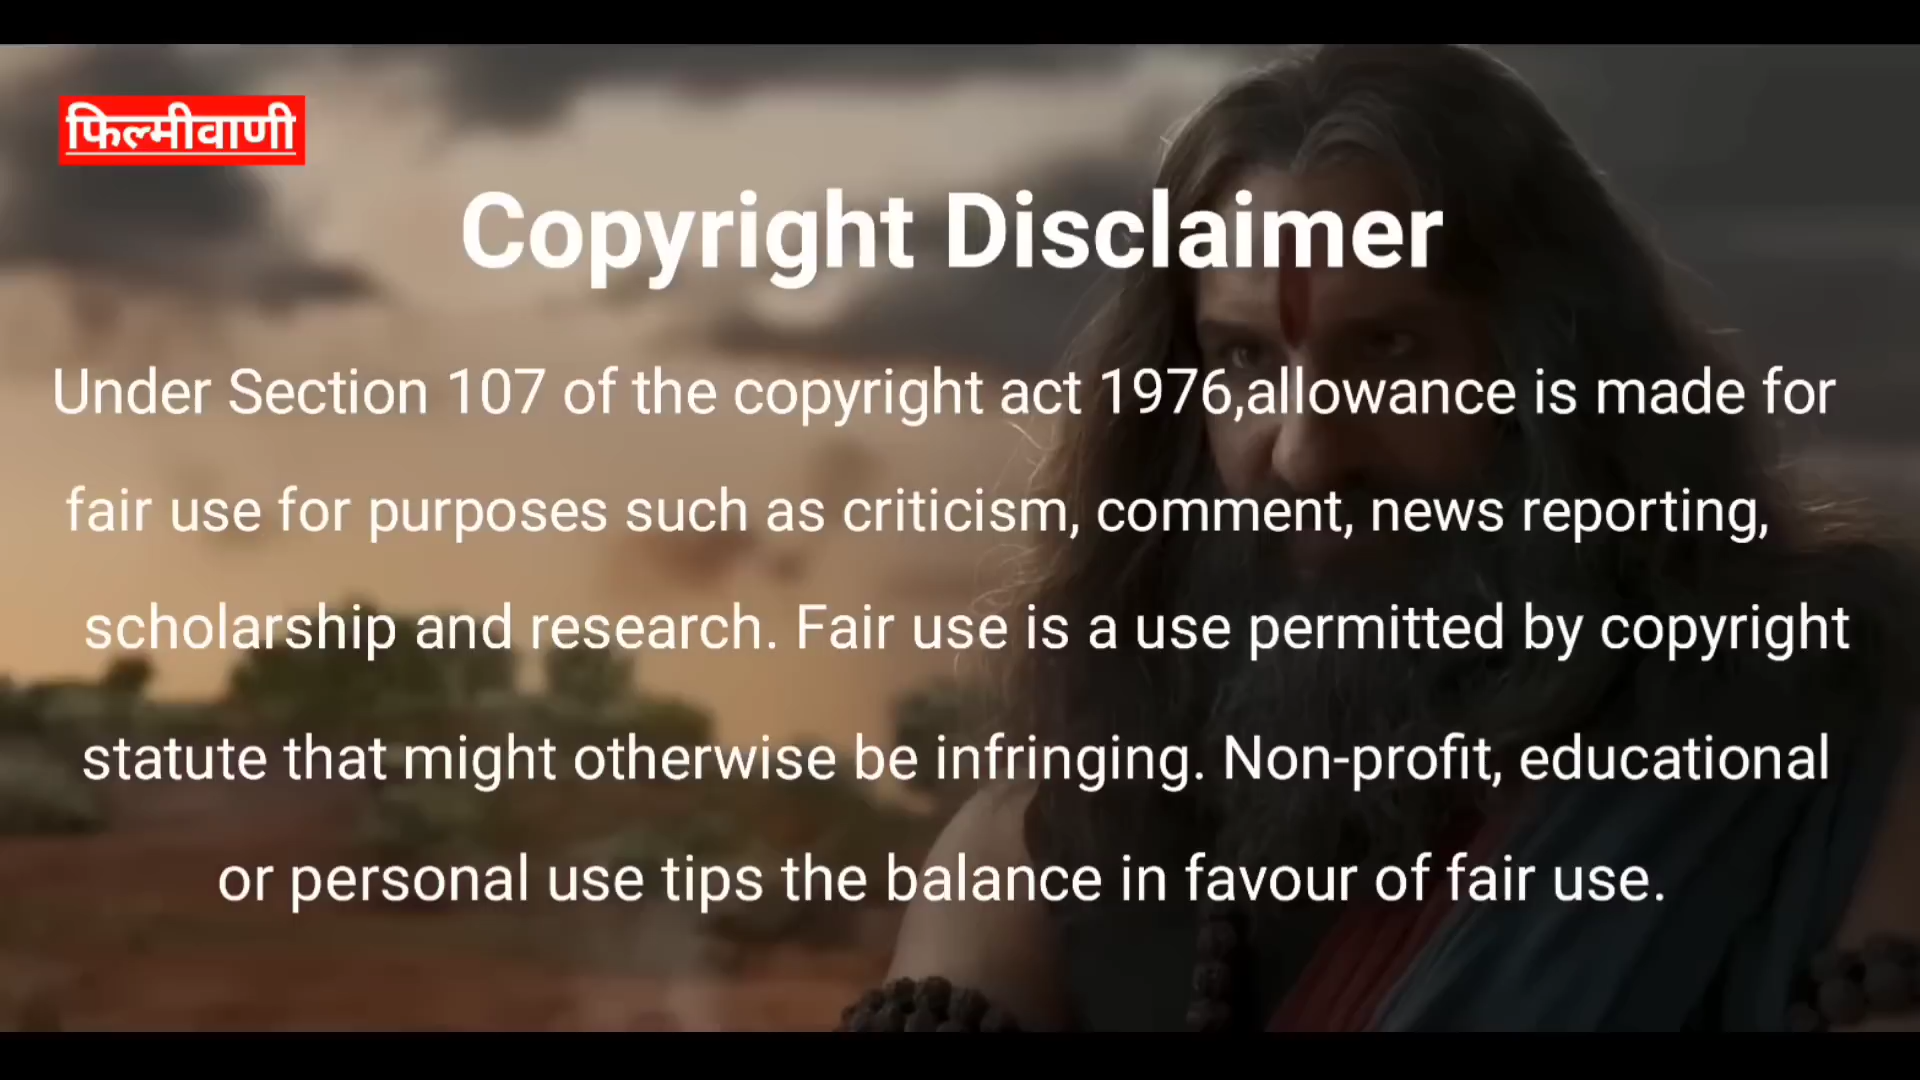 फिल्मीवाणी
Copyright Disclaimer
Under Section 107 of the copyright act 1976,allowance is made for
fair use for purposes such as criticism, comment, news reporting,
scholarship and research. Fair use is a use permitted by copyright
statute that might otherwise be infringing. Non-profit, educational
or personal use tips the balance in favour of fair use.